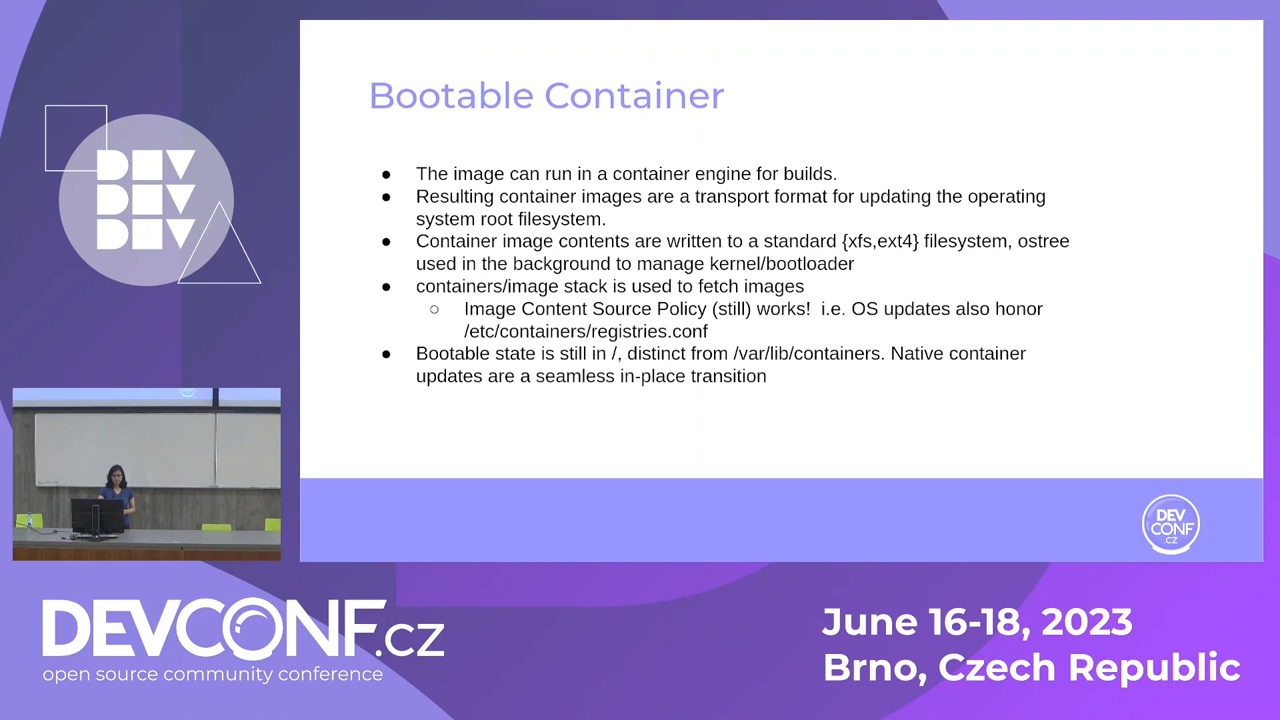 DEV
DEV
DEV
Bootable Container
● The image can run in a container engine for builds.
● Resulting container images are a transport format for updating the operating
system root filesystem.
● Container image contents are written to a standard {xfs,ext4} filesystem, ostree
used in the background to manage kernel/bootloader
● containers/image stack is used to fetch images
○ Image Content Source Policy (still) works!  i.e. OS updates also honor
/etc/containers/registries.conf
● Bootable state is still in /, distinct from /var/lib/containers. Native container
updates are a seamless in-place transition
DEV
CONF
.CZ
DEVCONF.cz
open source community conference
June 16-18, 2023
Brno, Czech Republic